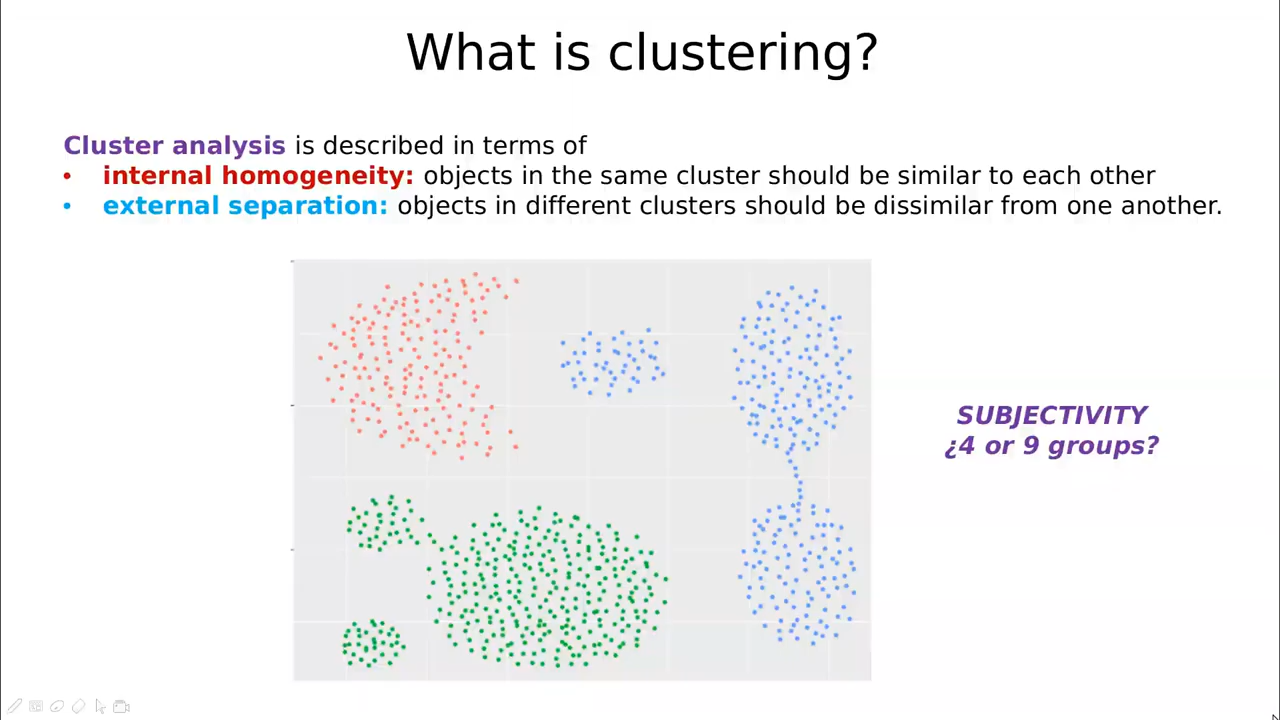 What is clustering?
Cluster analysis is described in terms of
• internal homogeneity: objects in the same cluster should be similar to each other
• external separation: objects in different clusters should be dissimilar from one another.
SUBJECTIVITY
¿4 or 9 groups?